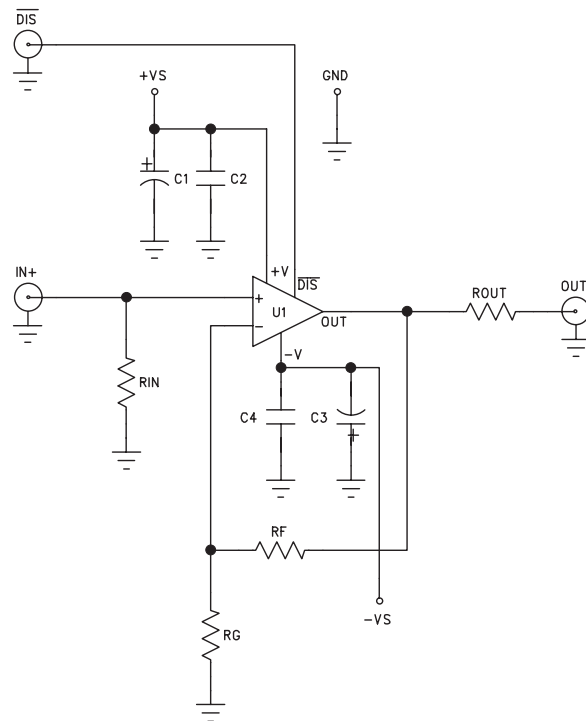 DIS
+VS
GND
+
C1
C2
IN+
+V
DIS
+
−
U1
OUT
ROUT
OUT
−V
RIN
C4
C3
+
RF
−VS
RG